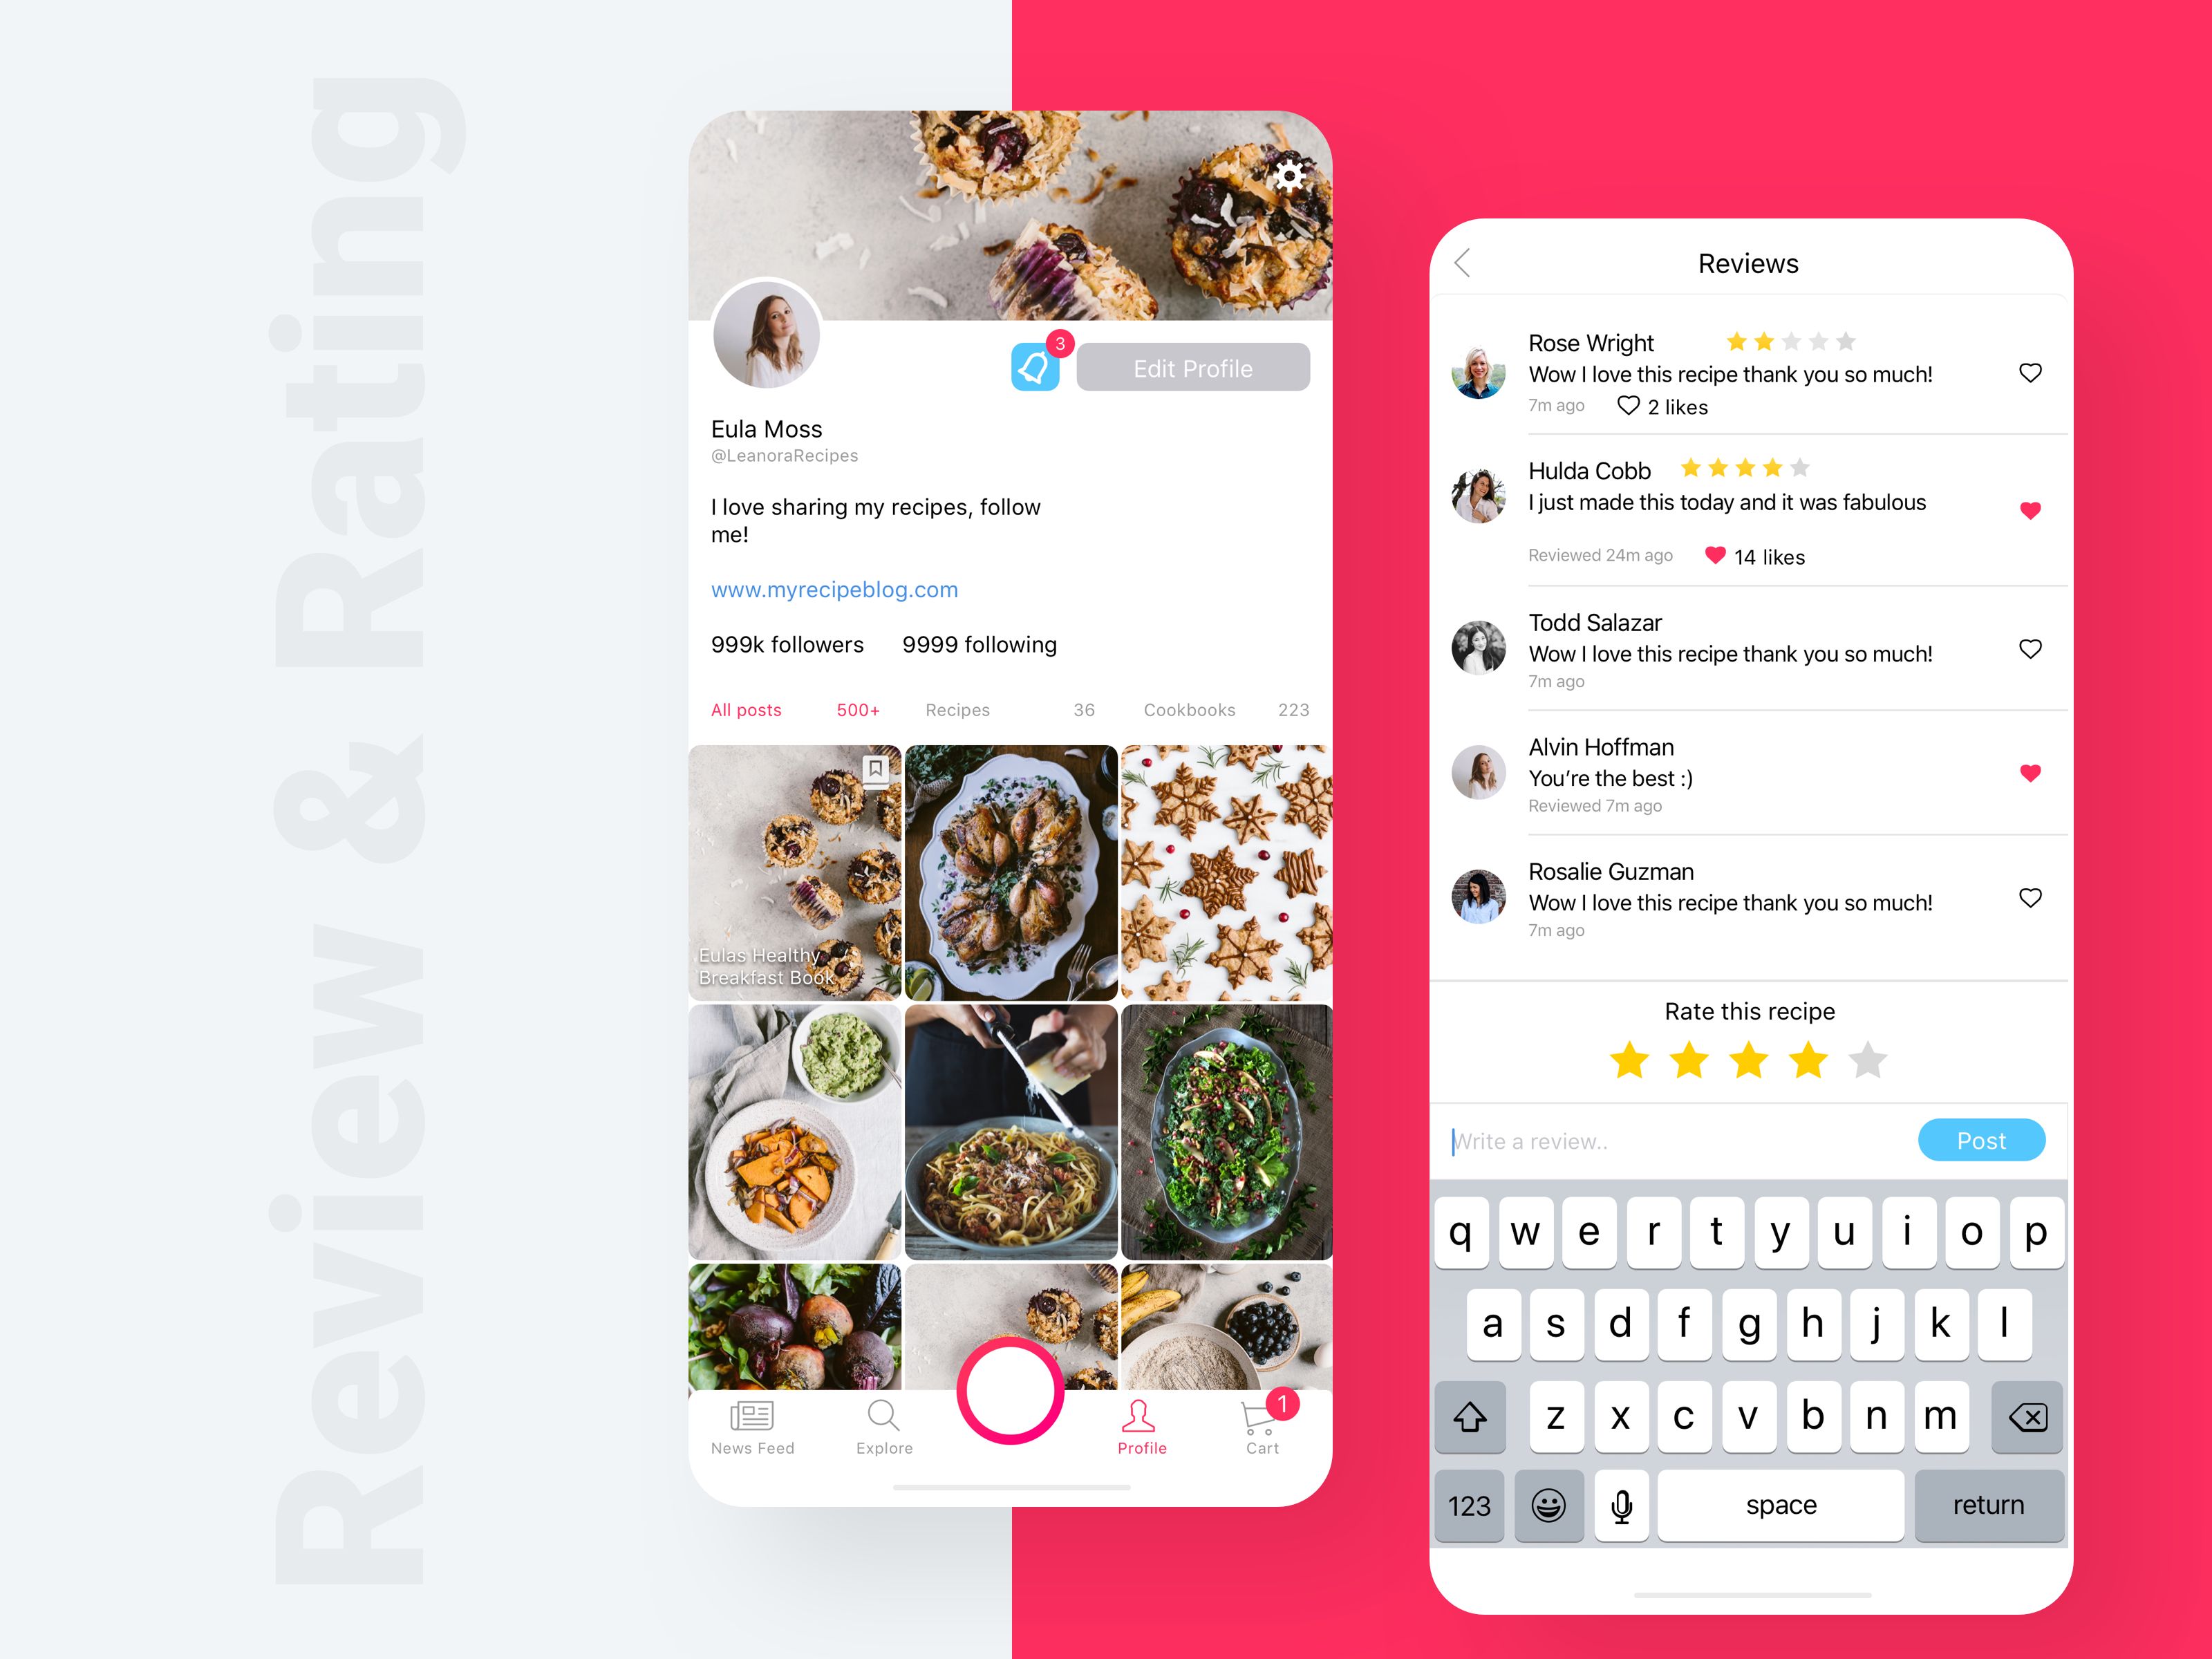 Review & Rating
3
Edit Profile
Eula Moss
@LeanoraRecipes
I love sharing my recipes, follow
me!
www.myrecipeblog.com
999k followers 9999 following
All posts 500+ Recipes 36 Cookbooks 223
Eulas Healthy
Breakfast Book
1
News Feed Explore Profile Cart
Reviews
Rose Wright
Wow I love this recipe thank you so much!
7m ago 2 likes
Hulda Cobb
I just made this today and it was fabulous
Reviewed 24m ago 14 likes
Todd Salazar
Wow I love this recipe thank you so much!
7m ago
Alvin Hoffman
You’re the best :)
Reviewed 7m ago
Rosalie Guzman
Wow I love this recipe thank you so much!
7m ago
Rate this recipe
Write a review.. Post
q w e r t y u i o p
a s d f g h j k l
z x c v b n m
123 space return